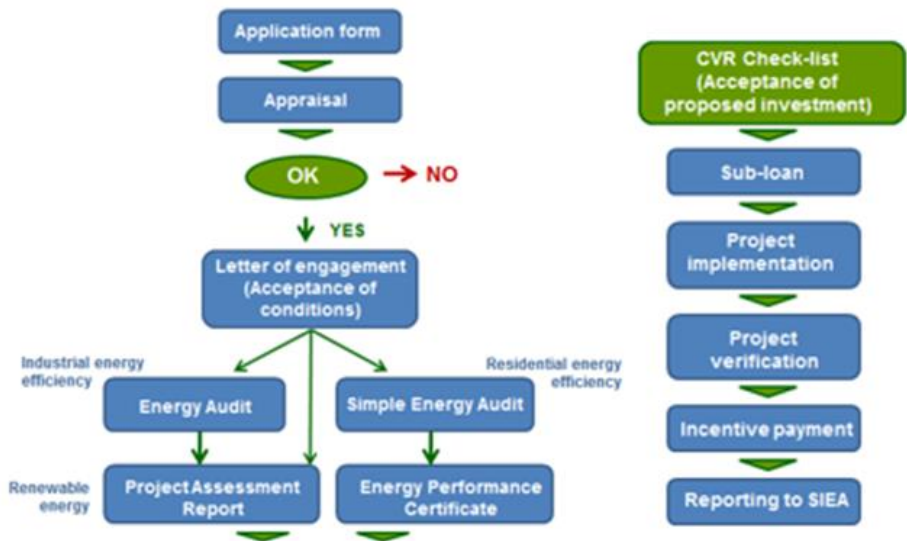 Application form
Appraisal
OK
NO
YES
Letter of engagement
(Acceptance of
conditions)
Industrial energy
efficiency
Residential energy
efficiency
Energy Audit
Simple Energy Audit
Renewable
energy
Project Assessment
Report
Energy Performance
Certificate
CVR Check-list
(Acceptance of
proposed investment)
Sub-loan
Project
implementation
Project
verification
Incentive payment
Reporting to SIEA